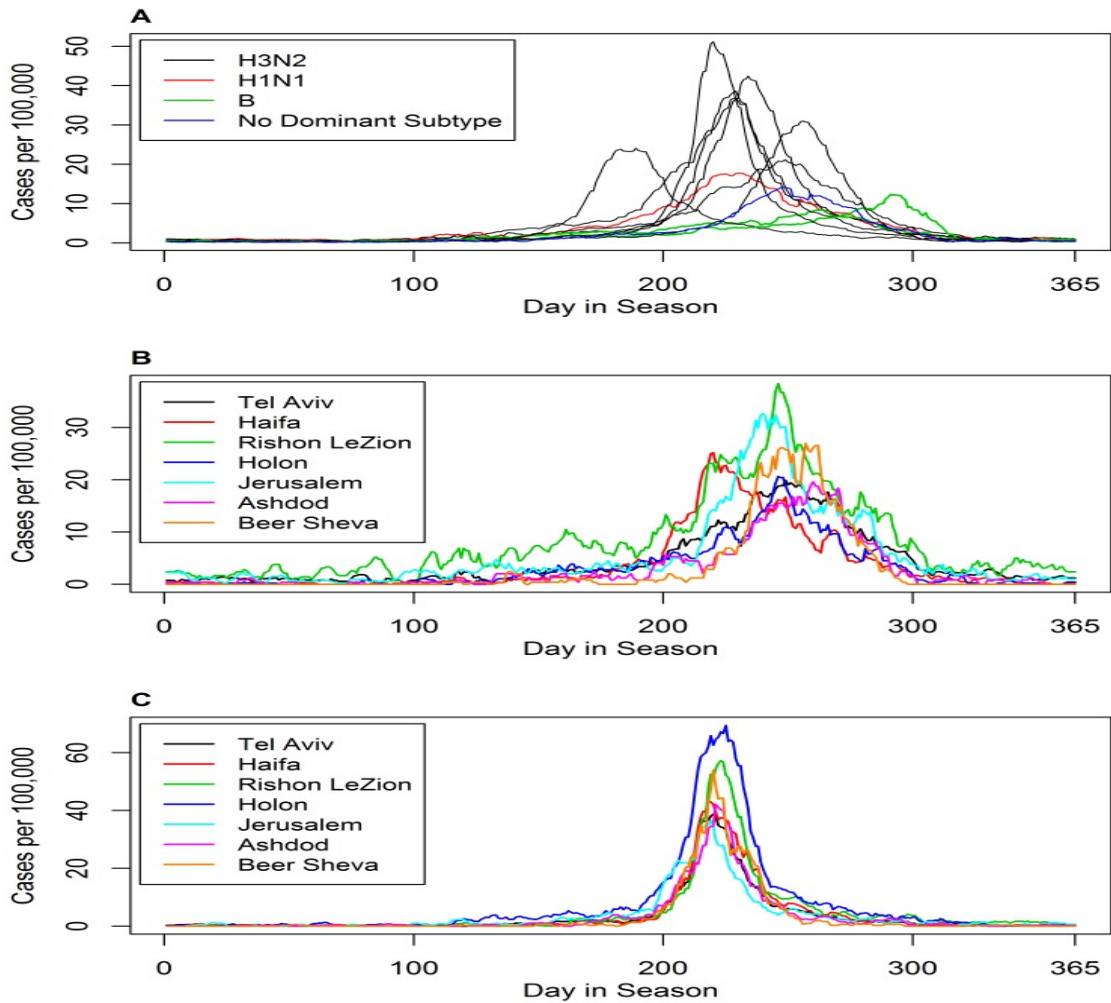 A
Cases per 100,000
50
40
30
20
10
0
H3N2
H1N1
B
No Dominant Subtype
0 100 200 300 365
Day in Season
B
Cases per 100,000
30
20
10
0
Tel Aviv
Haifa
Rishon LeZion
Holon
Jerusalem
Ashdod
Beer Sheva
0 100 200 300 365
Day in Season
C
Cases per 100,000
60
40
20
0
Tel Aviv
Haifa
Rishon LeZion
Holon
Jerusalem
Ashdod
Beer Sheva
0 100 200 300 365
Day in Season